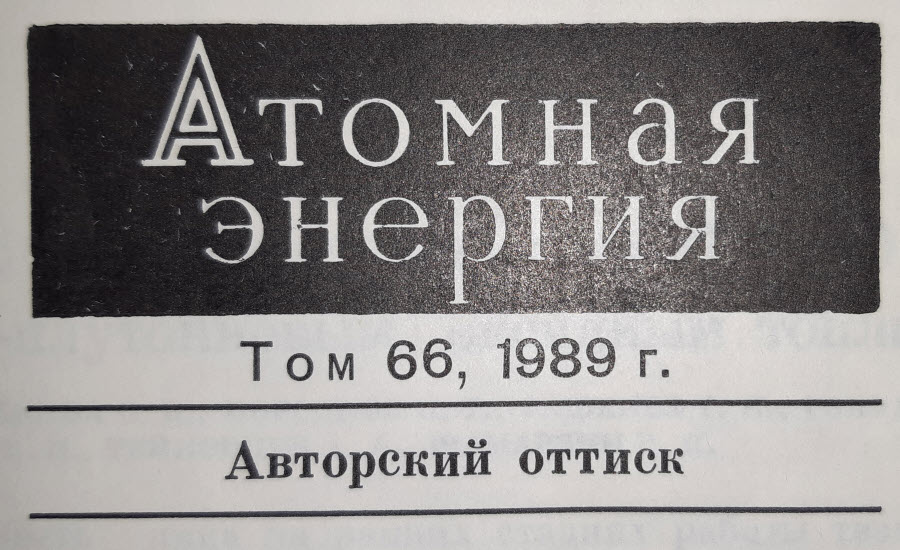 Атомная
энергия
Том 66, 1989 г.
Авторский оттиск